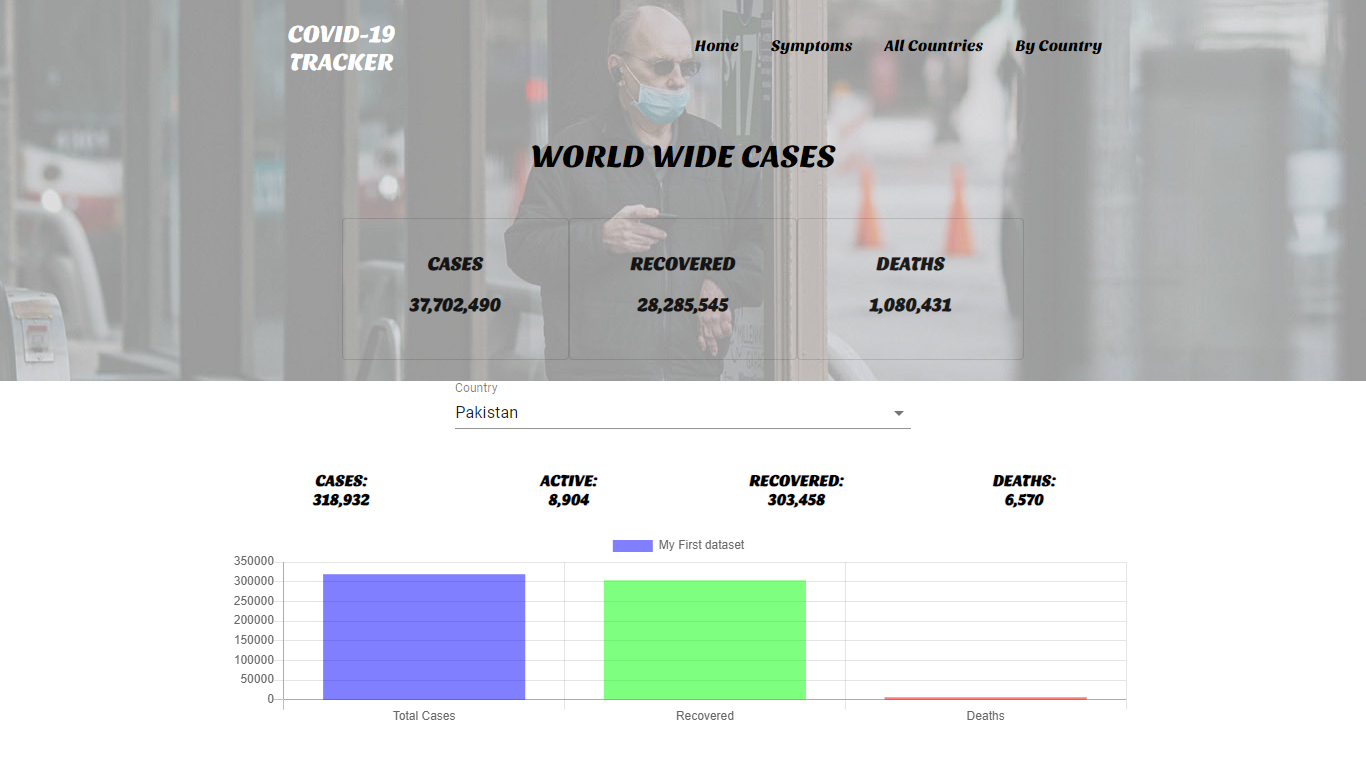 COVID-19
TRACKER
Home Symptoms All Countries By Country
WORLD WIDE CASES
CASES RECOVERED DEATHS
37,702,490 28,285,545 1,080,431
Country
Pakistan
CASES: ACTIVE: RECOVERED: DEATHS:
318,932 8,904 303,458 6,570
My First dataset
350000
300000
250000
200000
150000
100000
50000
0
Total Cases Recovered Deaths